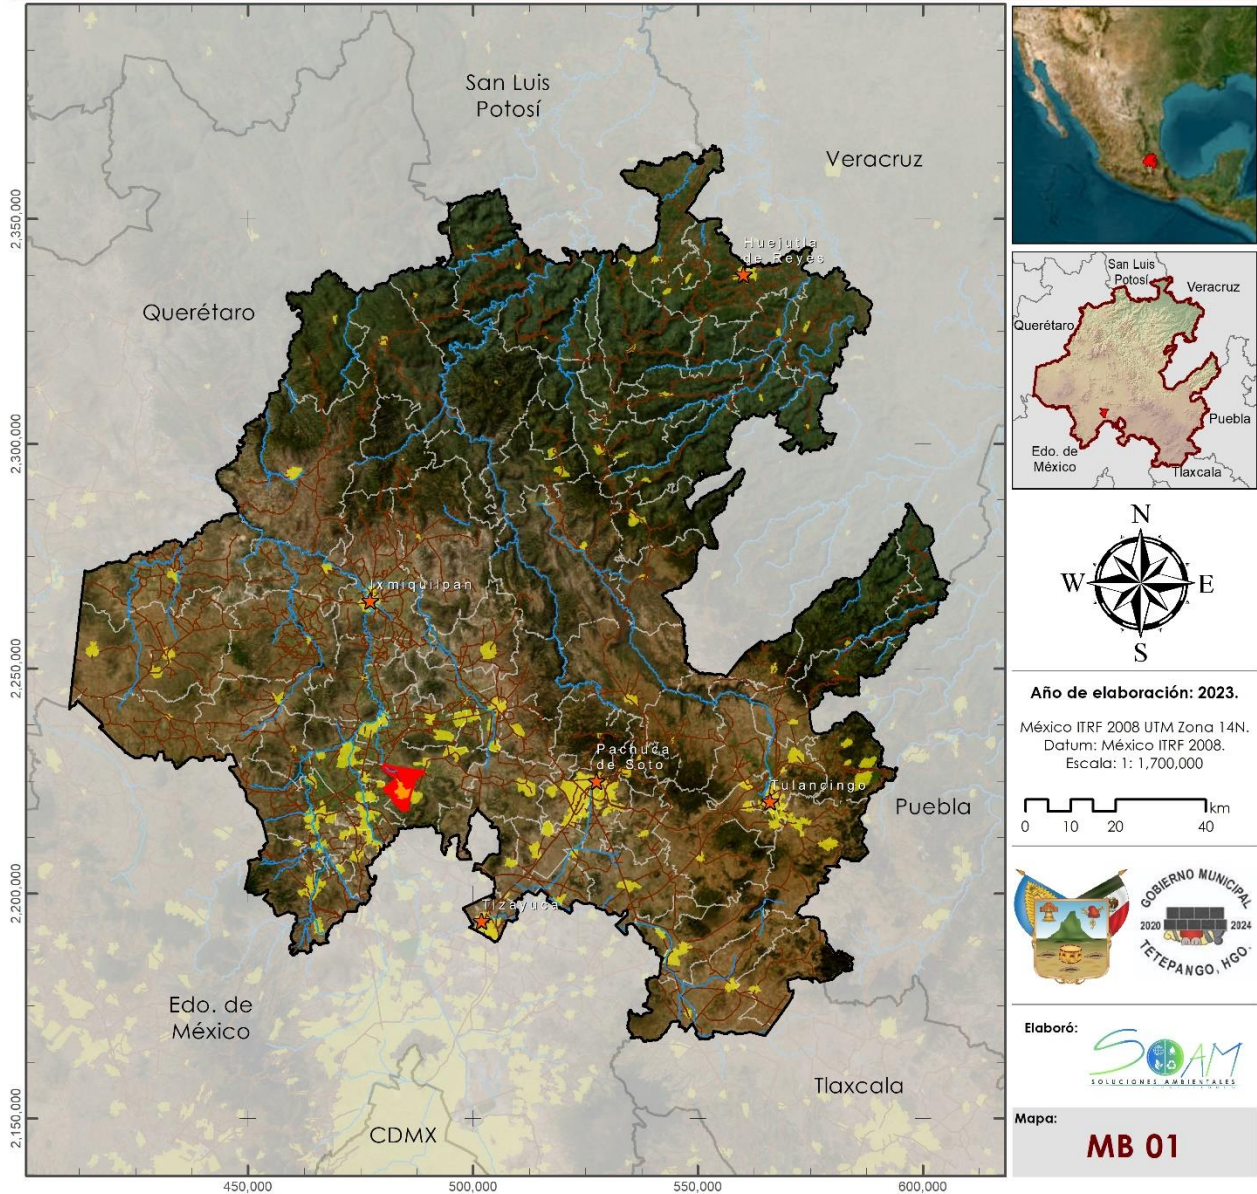 San Luis
Potosí
Veracruz
Querétaro
Huejutla
de Reyes
Ixmiquilpan
Pachuca
de Soto
Tulancingo
Tizayuca
Puebla
Edo. de
México
Tlaxcala
CDMX
2,350,000
2,300,000
2,250,000
2,200,000
2,150,000
450,000
500,000
550,000
600,000
San Luis
Potosí
Veracruz
Querétaro
Puebla
Edo. de
México
Tlaxcala
N
W
E
S
Año de elaboración: 2023.
México ITRF 2008 UTM Zona 14N.
Datum: México ITRF 2008.
Escala: 1: 1,700,000
km
0 10 20 40
GOBIERNO MUNICIPAL
2020 2024
TETEPANGO, HGO.
Elaboró:
SOAM
SOLUCIONES AMBIENTALES
Mapa:
MB 01